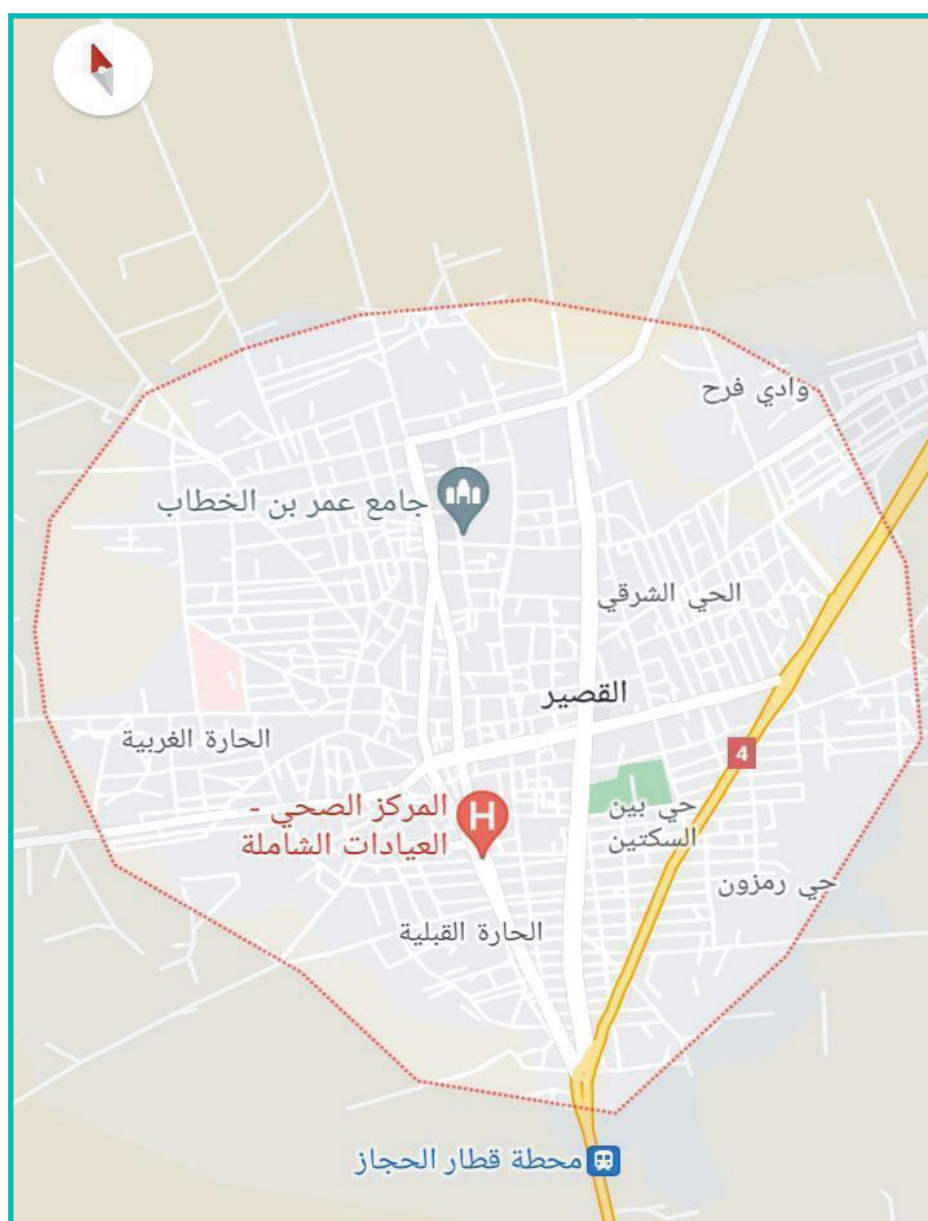 وادي فرح
جامع عمر بن الخطاب
الحي الشرقي
القصير
الحارة الغربية
4
المركز الصحي -
العيادات الشاملة
H
حي بين
السكتين
حي رمزون
الحارة القبلية
محطة قطار الحجاز